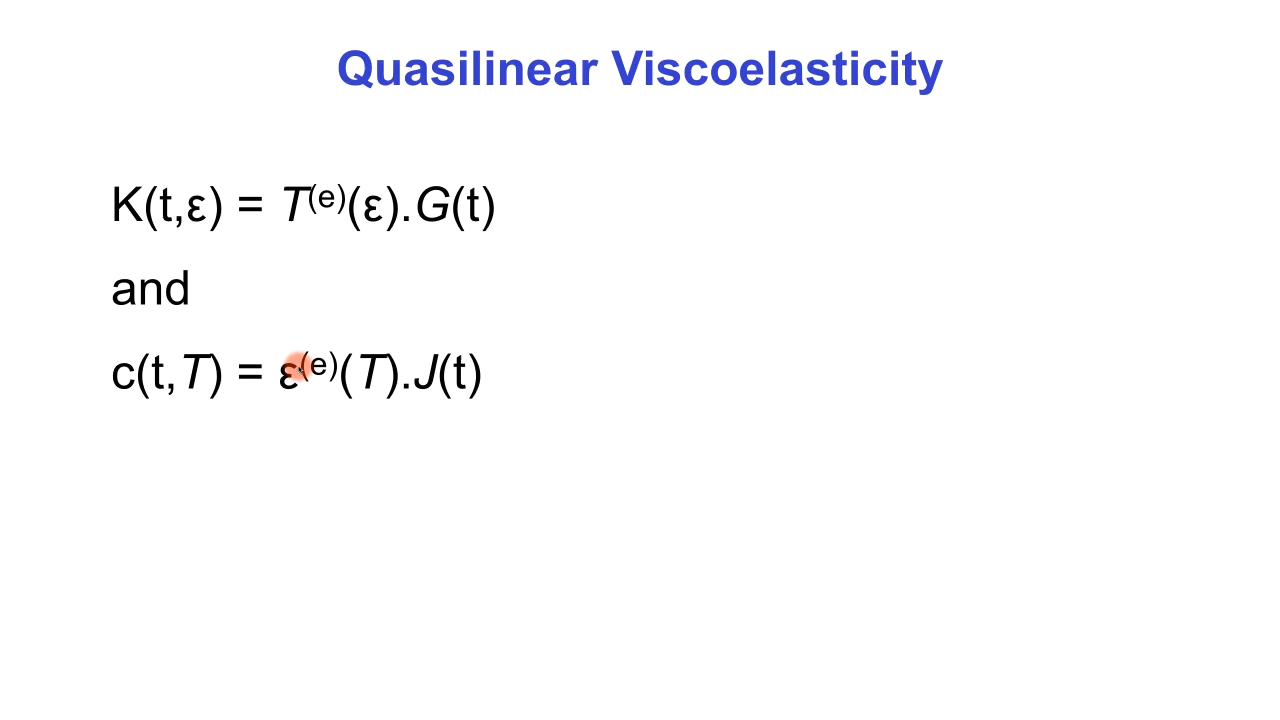 Quasilinear Viscoelasticity
K(t,ε) = T⁽ᵉ⁾(ε).G(t)
and
c(t,T) = ε⁽ᵉ⁾(T).J(t)